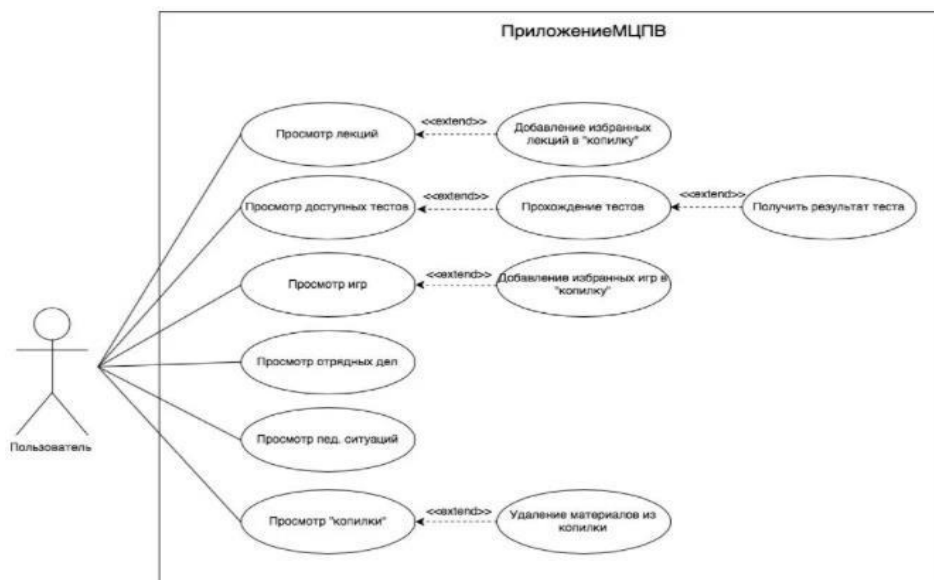 ПриложениеМЦПВ
Просмотр лекций
<<extend>>
Добавление избранных
лекций в "копилку"
Просмотр доступных тестов
<<extend>>
Прохождение тестов
<<extend>>
Получить результат теста
Просмотр игр
<<extend>>
Добавление избранных игр в
"копилку"
Просмотр отрядных дел
Просмотр пед. ситуаций
Пользователь
Просмотр "копилки"
<<extend>>
Удаление материалов из
копилки